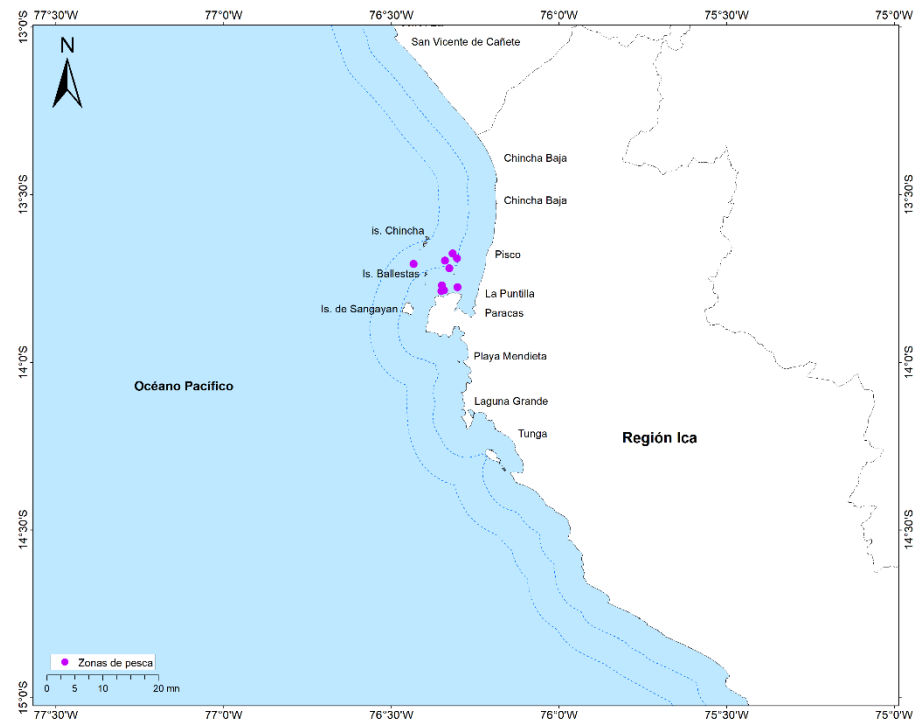 77°30'W 77°0'W 76°30'W 76°0'W 75°30'W 75°0'W
13°0'S
13°0'S
N
San Vicente de Cañete
Chincha Baja
13°30'S
13°30'S
Chincha Baja
is. Chincha
Pisco
Is. Ballestas
La Puntilla
Is. de Sangayan
Paracas
14°0'S
14°0'S
Playa Mendieta
Océano Pacífico
Laguna Grande
Tunga
Región Ica
14°30'S
14°30'S
Zonas de pesca
0 5 10 20 mn
15°0'S
15°0'S
77°30'W 77°0'W 76°30'W 76°0'W 75°30'W 75°0'W